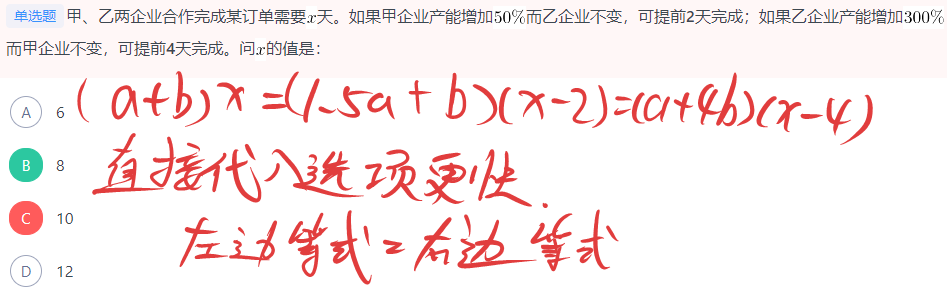 单选题 甲、乙两企业合作完成某订单需要x天。如果甲企业产能增加50%而乙企业不变，可提前2天完成；如果乙企业产能增加300%
而甲企业不变，可提前4天完成。问x的值是：
A 6
(a+b)x=(1.5a+b)(x-2)=(a+4b)(x-4)
B 8
直接代入选项更快.
C 10
左边等式=右边等式
D 12